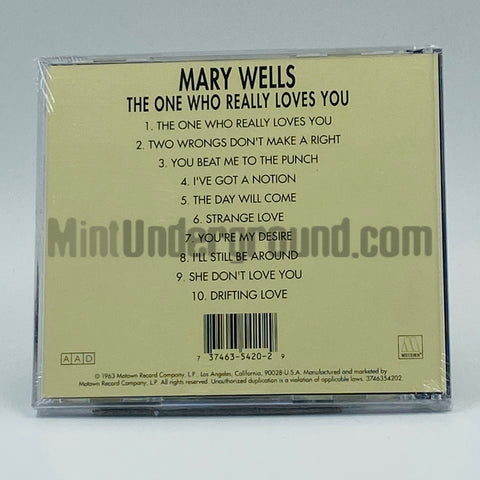 MARY WELLS
THE ONE WHO REALLY LOVES YOU
1. THE ONE WHO REALLY LOVES YOU
2. TWO WRONGS DON'T MAKE A RIGHT
3. YOU BEAT ME TO THE PUNCH
4. I'VE GOT A NOTION
5. THE DAY WILL COME
6. STRANGE LOVE
MintUnderground.com
7. YOU'RE MY DESIRE
8. I'LL STILL BE AROUND
9. SHE DON'T LOVE YOU
10. DRIFTING LOVE
7 37463-5420-2 9
AAD
MOTOWN
© 1963 Motown Record Company, L.P., Los Angeles, California, 90028-U.S.A. Manufactured and marketed by
Motown Record Company, L.P. All rights reserved. Unauthorized duplication is a violation of applicable laws. 3746354202.